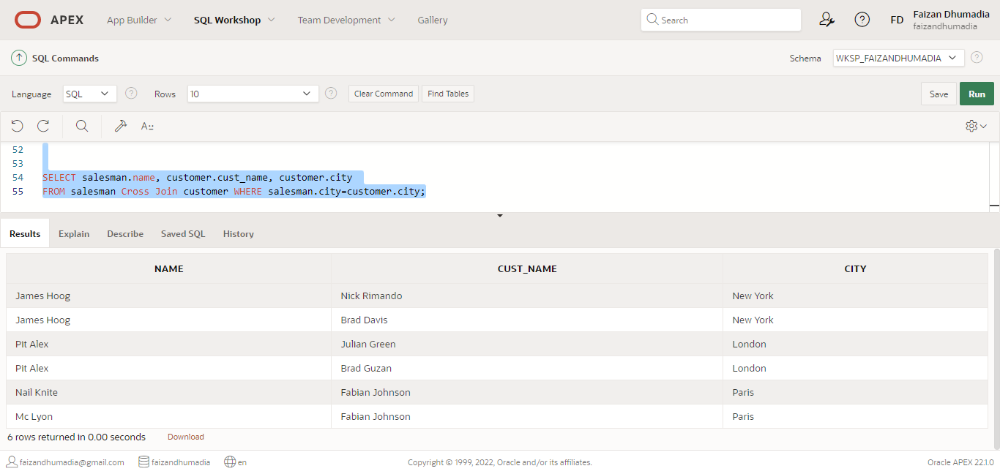 APEX App Builder SQL Workshop Team Development Gallery Search FD Faizan Dhumadia
faizandhumadia
SQL Commands Schema WKSP_FAIZANDHUMADIA ?
Language SQL ? Rows 10 ? Clear Command Find Tables Save Run
A::
52
53
54 SELECT salesman.name, customer.cust_name, customer.city
55 FROM salesman Cross Join customer WHERE salesman.city=customer.city;
Results Explain Describe Saved SQL History
NAME CUST_NAME CITY
James Hoog Nick Rimando New York
James Hoog Brad Davis New York
Pit Alex Julian Green London
Pit Alex Brad Guzan London
Nail Knite Fabian Johnson Paris
Mc Lyon Fabian Johnson Paris
6 rows returned in 0.00 seconds Download
faizandhumadia@gmail.com faizandhumadia en Copyright © 1999, 2022, Oracle and/or its affiliates. Oracle APEX 22.1.0